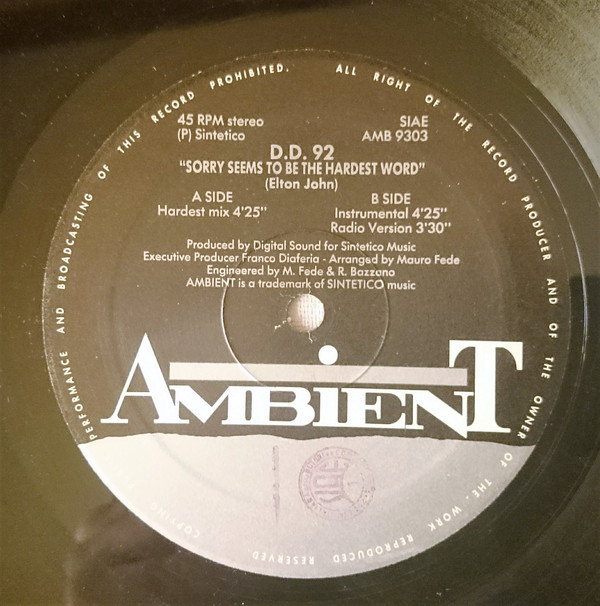 ALL RIGHT OF THE RECORD PRODUCER AND OF THE OWNER OF THE WORK REPRODUCED RESERVED
COPYING
PERFORMANCE AND BROADCASTING OF THIS RECORD PROHIBITED.
45 RPM stereo
(P) Sintetico
SIAE
AMB 9303
D.D. 92
"SORRY SEEMS TO BE THE HARDEST WORD"
(Elton John)
A SIDE
Hardest mix 4'25"
B SIDE
Instrumental 4'25"
Radio Version 3'30"
Produced by Digital Sound for Sintetico Music
Executive Producer Franco Diaferia - Arranged by Mauro Fede
Engineered by M. Fede & R. Bazzano
AMBIENT is a trademark of SINTETICO music
AMBiENT